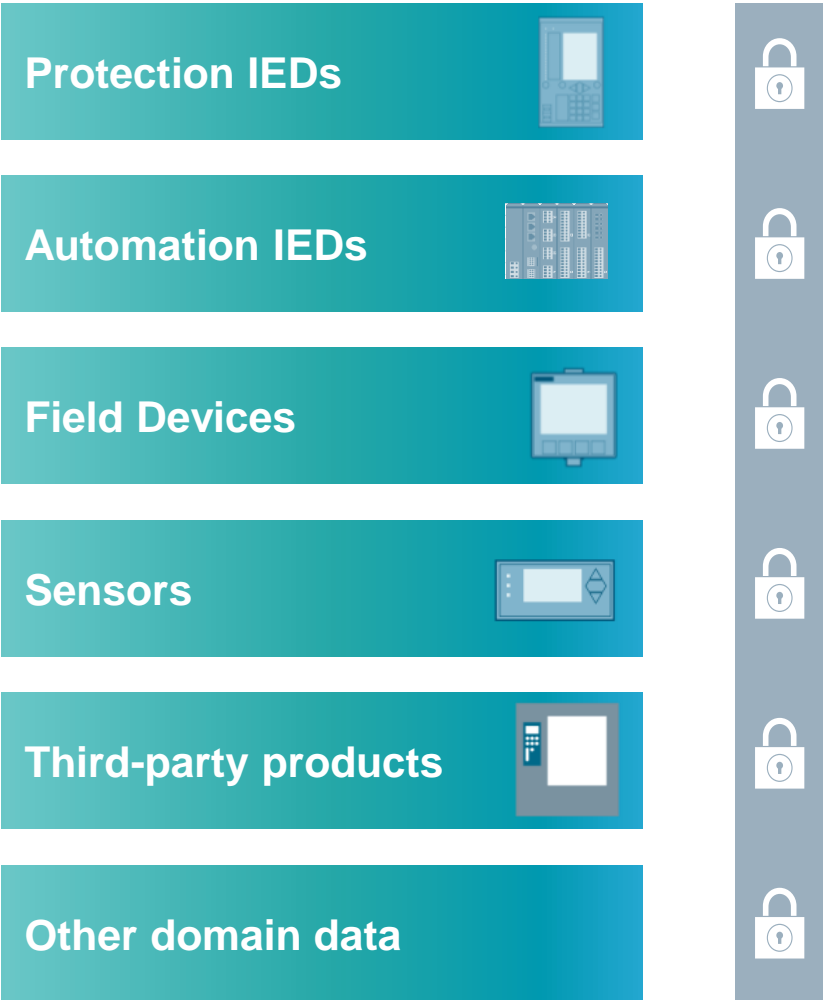 Protection IEDs
Automation IEDs
Field Devices
Sensors
Third-party products
Other domain data